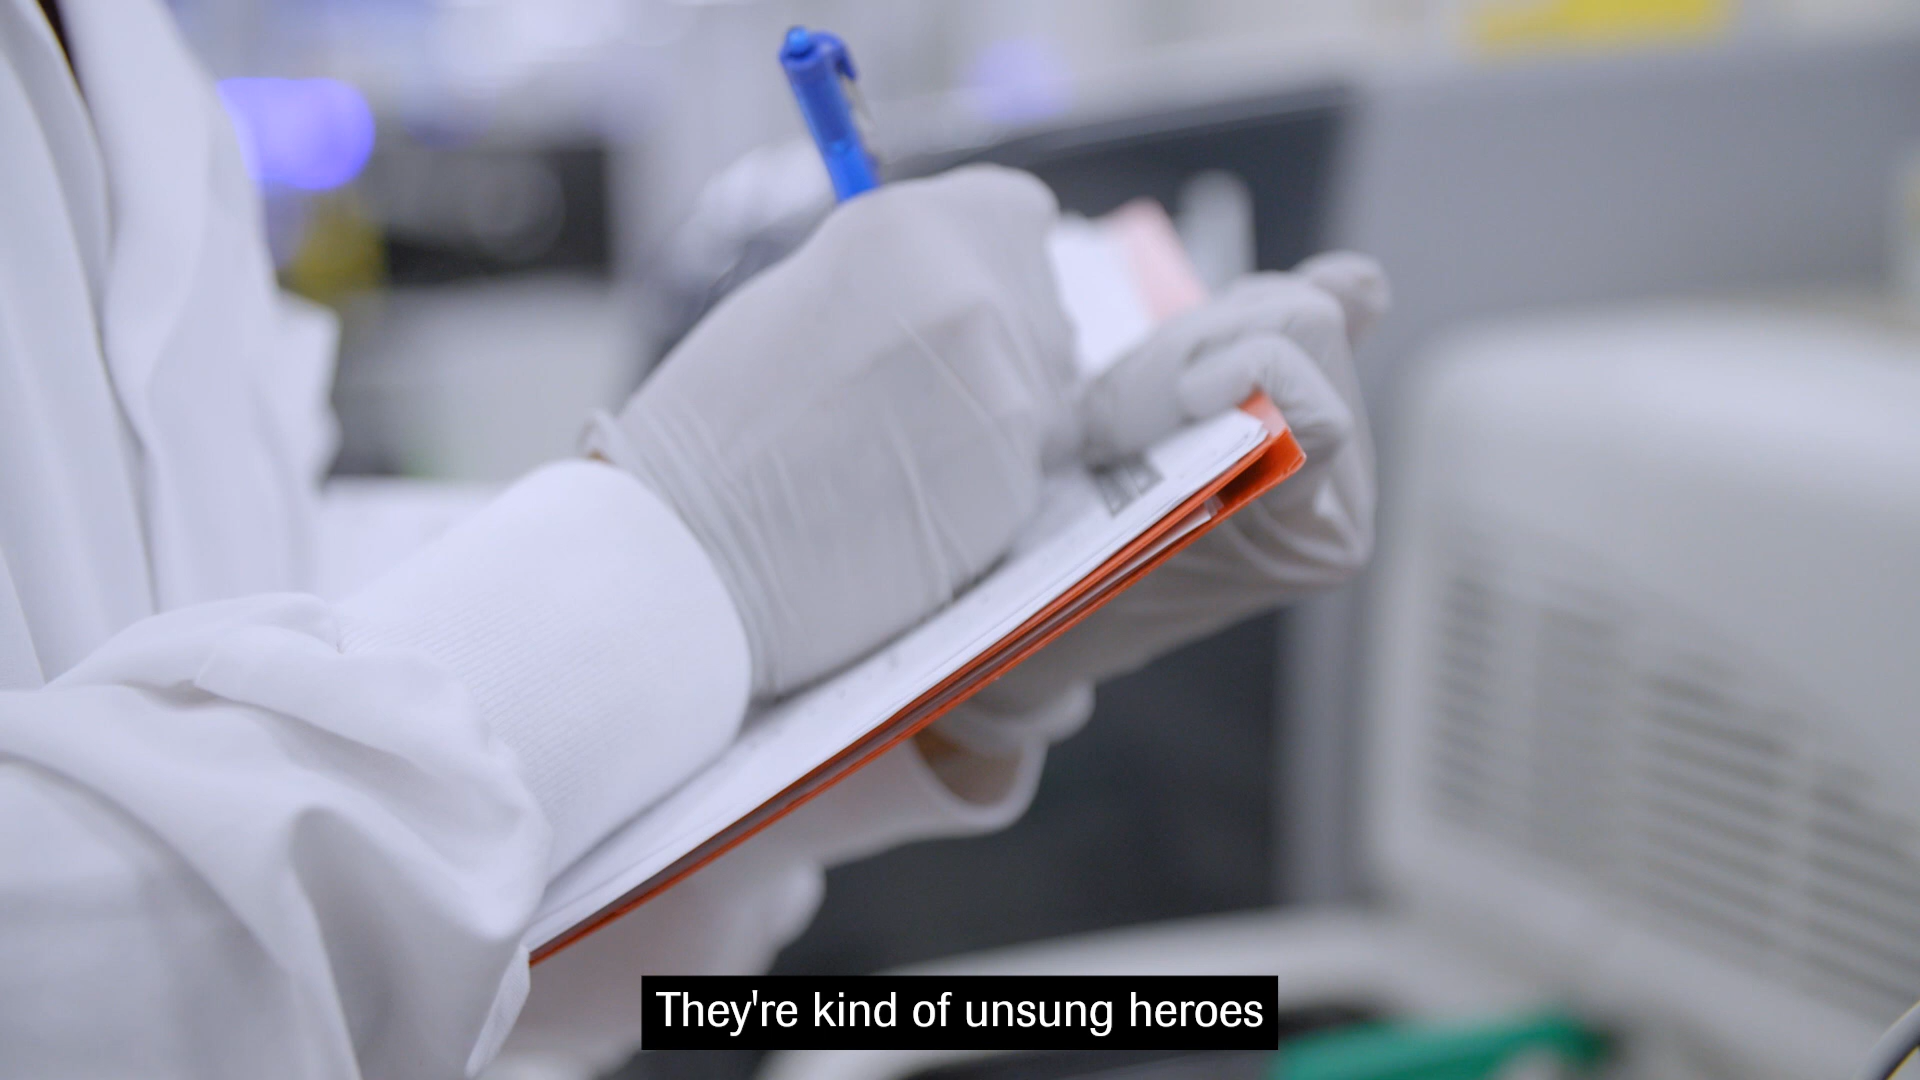 They're kind of unsung heroes